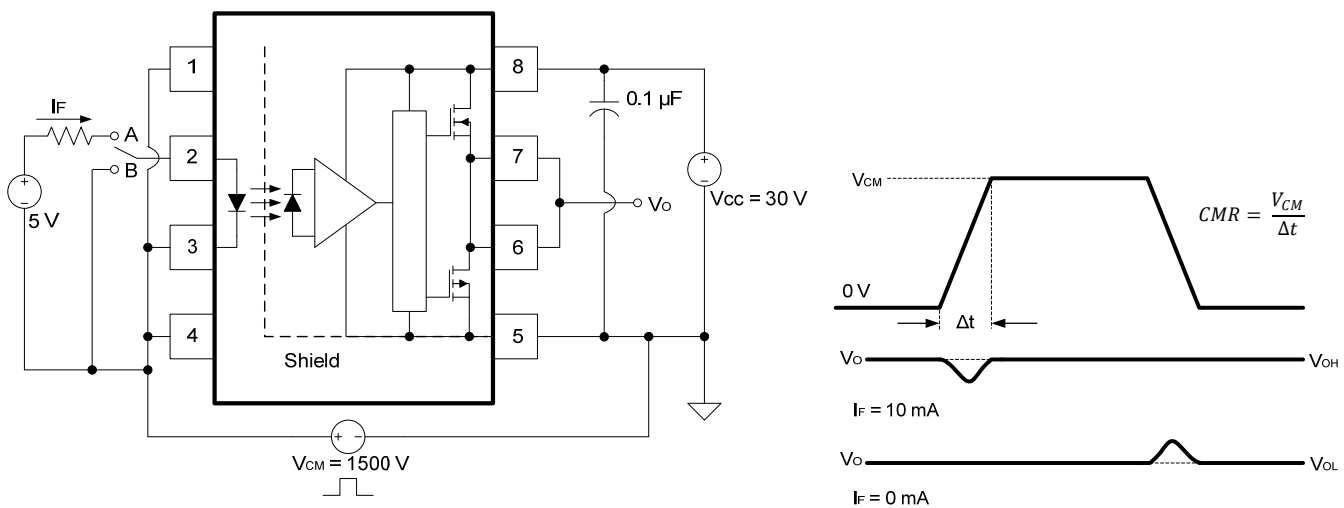 1
8
IF
0.1 µF
A
2
7
B
+
-
5 V
VCC = 30 V
VO
3
6
4
5
Shield
+ -
VCM = 1500 V
VCM
CMR = VCM / Δt
0 V
Δt
VO
VOH
IF = 10 mA
VO
VOL
IF = 0 mA